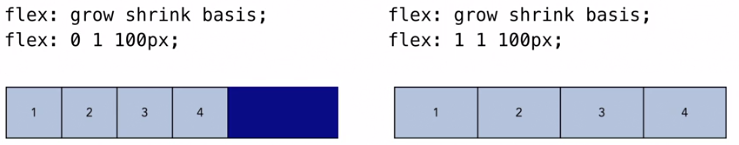 flex: grow shrink basis;
flex: 0 1 100px;
1 2 3 4
flex: grow shrink basis;
flex: 1 1 100px;
1 2 3 4